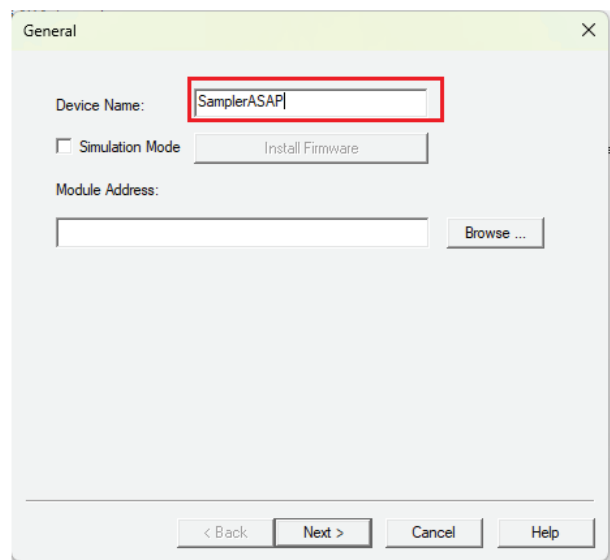 General
Device Name: SamplerASAP
Simulation Mode Install Firmware
Module Address:
Browse ...
< Back Next > Cancel Help